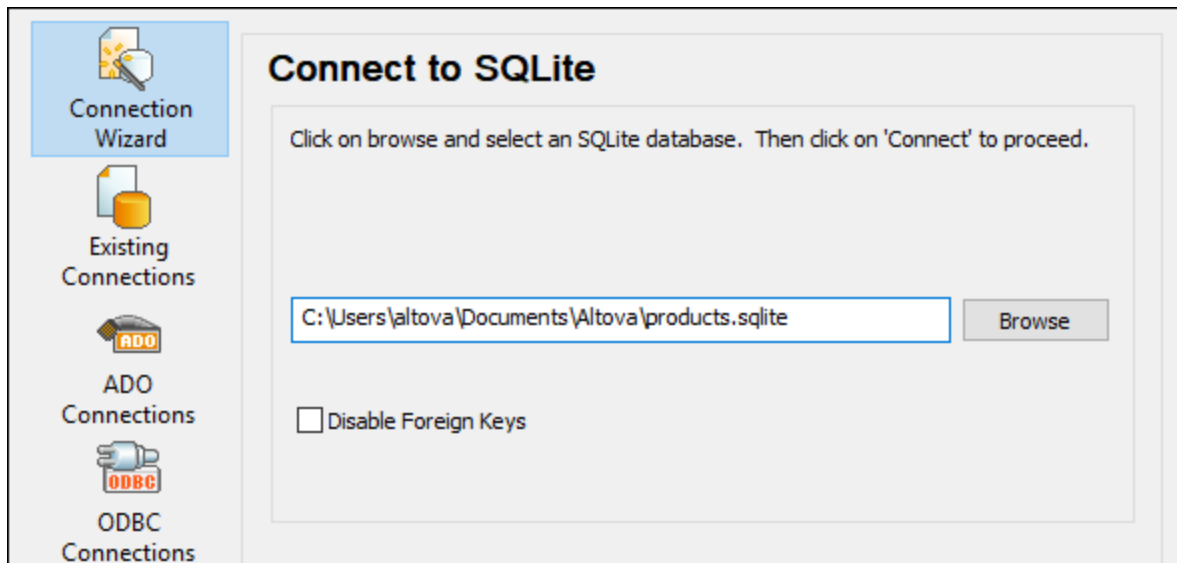 Connection
Wizard
Existing
Connections
ADO
ADO
Connections
ODBC
ODBC
Connections
Connect to SQLite
Click on browse and select an SQLite database.  Then click on 'Connect' to proceed.
C:\Users\altova\Documents\Altova\products.sqlite
Browse
Disable Foreign Keys